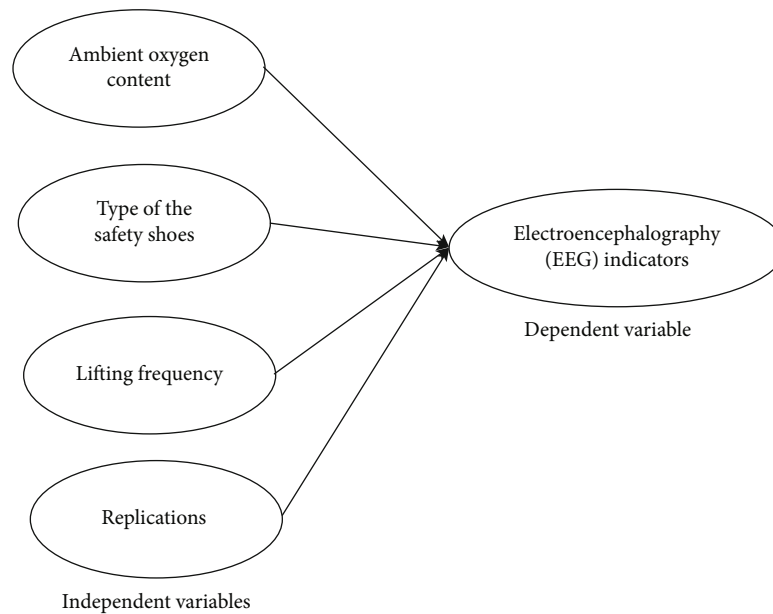 Ambient oxygen
content
Type of the
safety shoes
Lifting frequency
Replications
Independent variables
Electroencephalography
(EEG) indicators
Dependent variable